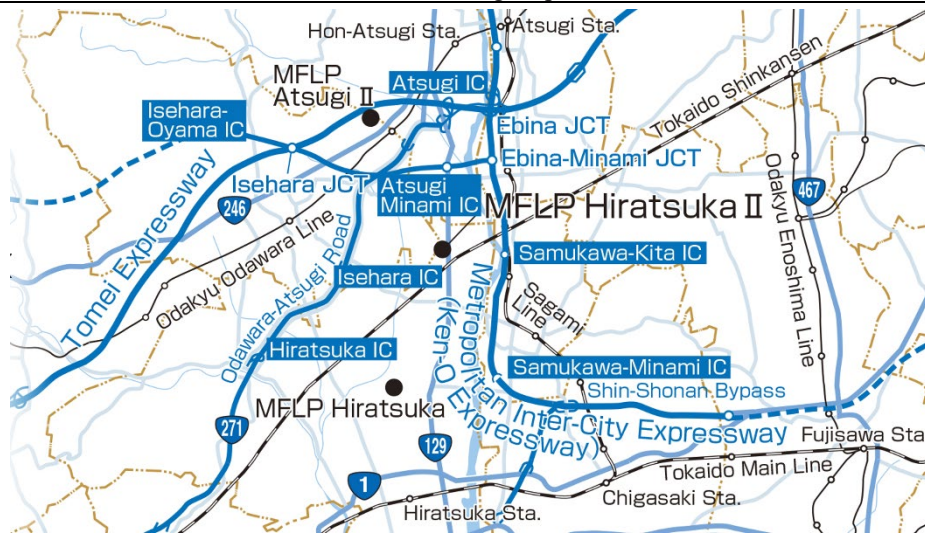 Hon-Atsugi Sta.
Atsugi Sta.
MFLP
Atsugi II
Atsugi IC
Tokaido Shinkansen
Isehara-
Oyama IC
Ebina JCT
Ebina-Minami JCT
Isehara JCT
Atsugi
Minami IC
467
246
MFLP Hiratsuka II
Odakyu Enoshima Line
Tomei Expressway
Odakyu Odawara Line
Odawara-Atsugi Road
Isehara IC
Samukawa-Kita IC
Sagami
Line
Metropolitan Inter-City Expressway
(Ken-O Expressway)
Hiratsuka IC
Samukawa-Minami IC
Shin-Shonan Bypass
MFLP Hiratsuka
271
129
Fujisawa Sta.
Tokaido Main Line
1
Chigasaki Sta.
Hiratsuka Sta.